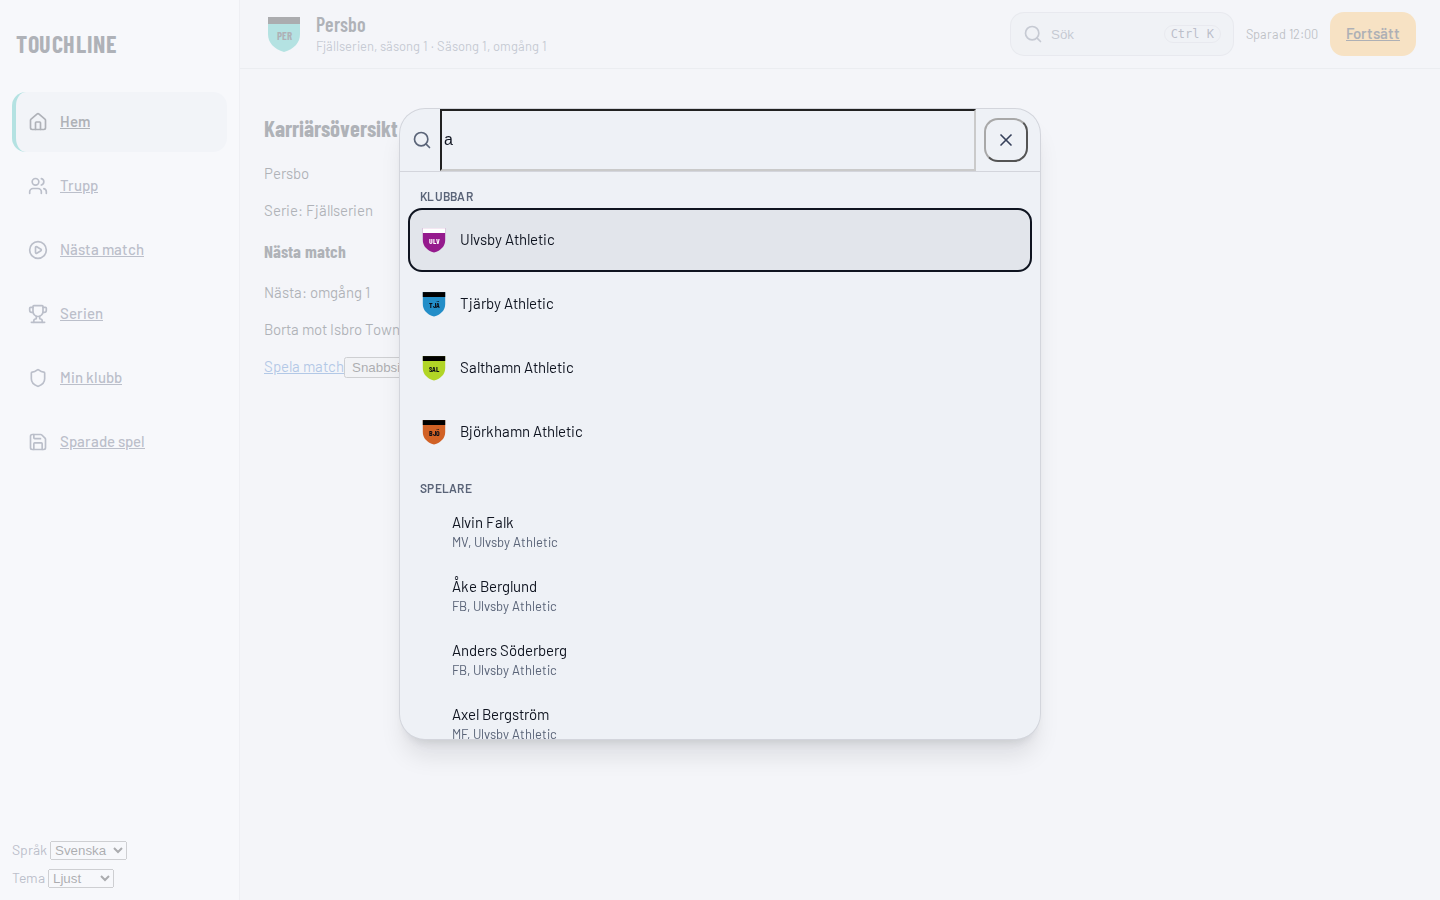 TOUCHLINE
Hem
Trupp
Nästa match
Serien
Min klubb
Sparade spel
Språk Svenska
Tema Ljust
PER
Persbo
Fjällserien, säsong 1 · Säsong 1, omgång 1
Sök Ctrl K
Sparad 12:00
Fortsätt
Karriärsöversikt
Persbo
Serie: Fjällserien
Nästa match
Nästa: omgång 1
Borta mot Isbro Town
Spela match Snabbsi
a
KLUBBAR
ULV Ulvsby Athletic
TJÄ Tjärby Athletic
SAL Salthamn Athletic
BJÖ Björkhamn Athletic
SPELARE
Alvin Falk
MV, Ulvsby Athletic
Åke Berglund
FB, Ulvsby Athletic
Anders Söderberg
FB, Ulvsby Athletic
Axel Bergström
MF, Ulvsby Athletic